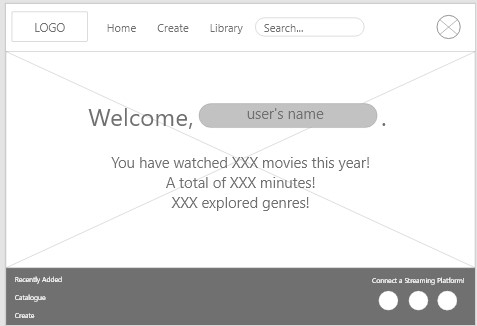 LOGO Home Create Library Search...
Welcome, user's name .
You have watched XXX movies this year!
A total of XXX minutes!
XXX explored genres!
Recently Added
Catalogue
Create
Connect a Streaming Platform!